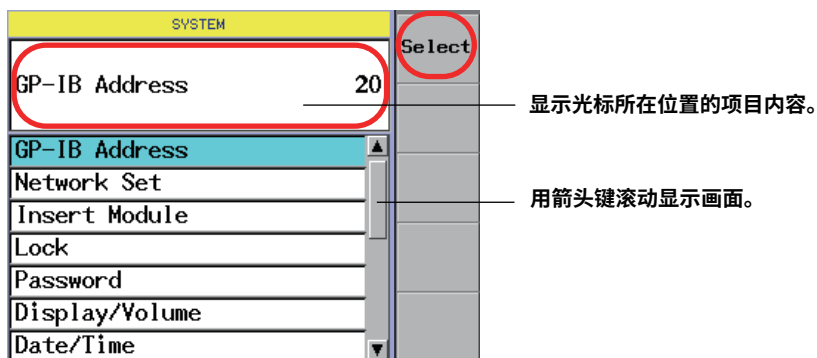 SYSTEM
Select
GP-IB Address 20
显示光标所在位置的项目内容。
GP-IB Address
Network Set
用箭头键滚动显示画面。
Insert Module
Lock
Password
Display/Volume
Date/Time